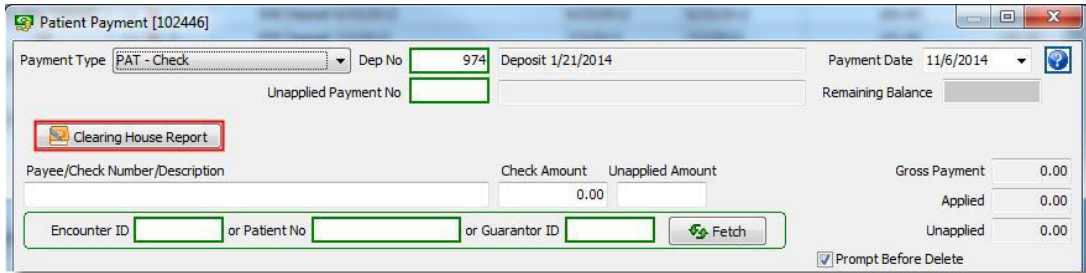 Patient Payment [102446]
Payment Type PAT - Check Dep No 974 Deposit 1/21/2014 Payment Date 11/6/2014
Unapplied Payment No Remaining Balance
Clearing House Report
Payee/Check Number/Description Check Amount Unapplied Amount Gross Payment 0.00
0.00 Applied 0.00
Encounter ID or Patient No or Guarantor ID Fetch Unapplied 0.00
Prompt Before Delete